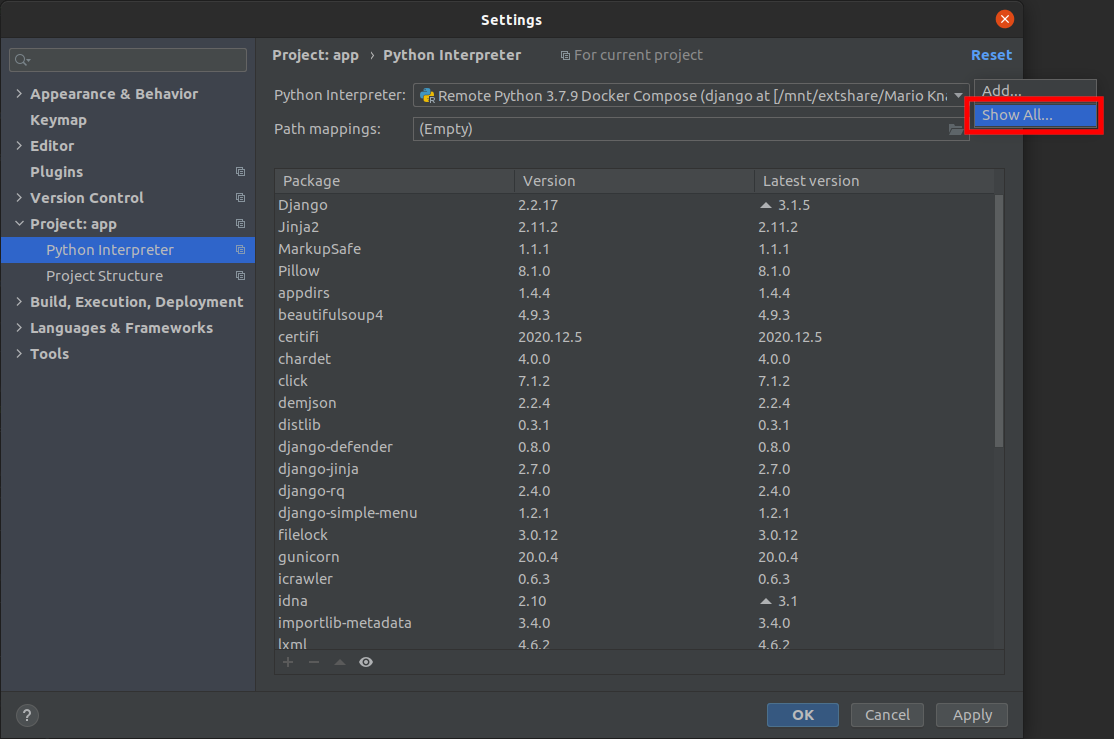 Settings
Project: app › Python Interpreter For current project Reset
Python Interpreter: Remote Python 3.7.9 Docker Compose (django at [/mnt/extshare/Mario Kn
Add...
Show All...
Path mappings: (Empty)
Appearance & Behavior
Keymap
Editor
Plugins
Version Control
Project: app
Python Interpreter
Project Structure
Build, Execution, Deployment
Languages & Frameworks
Tools
Package Version Latest version
Django 2.2.17 3.1.5
Jinja2 2.11.2 2.11.2
MarkupSafe 1.1.1 1.1.1
Pillow 8.1.0 8.1.0
appdirs 1.4.4 1.4.4
beautifulsoup4 4.9.3 4.9.3
certifi 2020.12.5 2020.12.5
chardet 4.0.0 4.0.0
click 7.1.2 7.1.2
demjson 2.2.4 2.2.4
distlib 0.3.1 0.3.1
django-defender 0.8.0 0.8.0
django-jinja 2.7.0 2.7.0
django-rq 2.4.0 2.4.0
django-simple-menu 1.2.1 1.2.1
filelock 3.0.12 3.0.12
gunicorn 20.0.4 20.0.4
icrawler 0.6.3 0.6.3
idna 2.10 3.1
importlib-metadata 3.4.0 3.4.0
lxml 4.6.2 4.6.2
? OK Cancel Apply